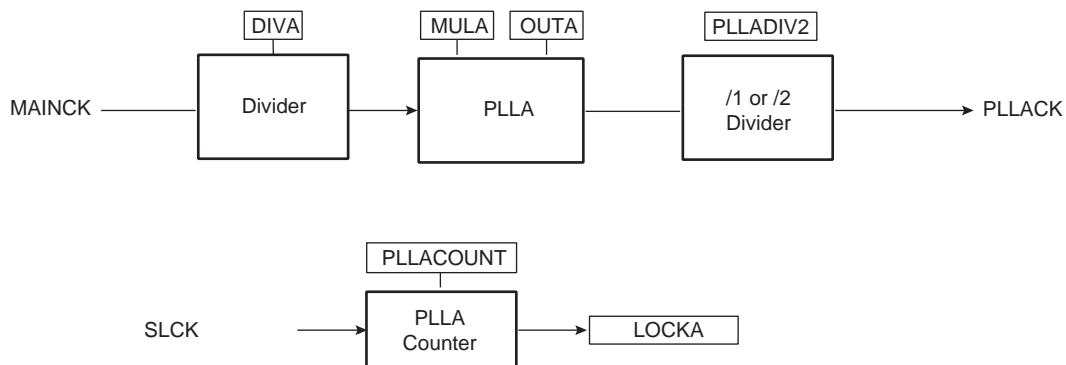 DIVA
MULA
OUTA
PLLADIV2
MAINCK
Divider
PLLA
/1 or /2
Divider
PLLACK
PLLACOUNT
SLCK
PLLA
Counter
LOCKA